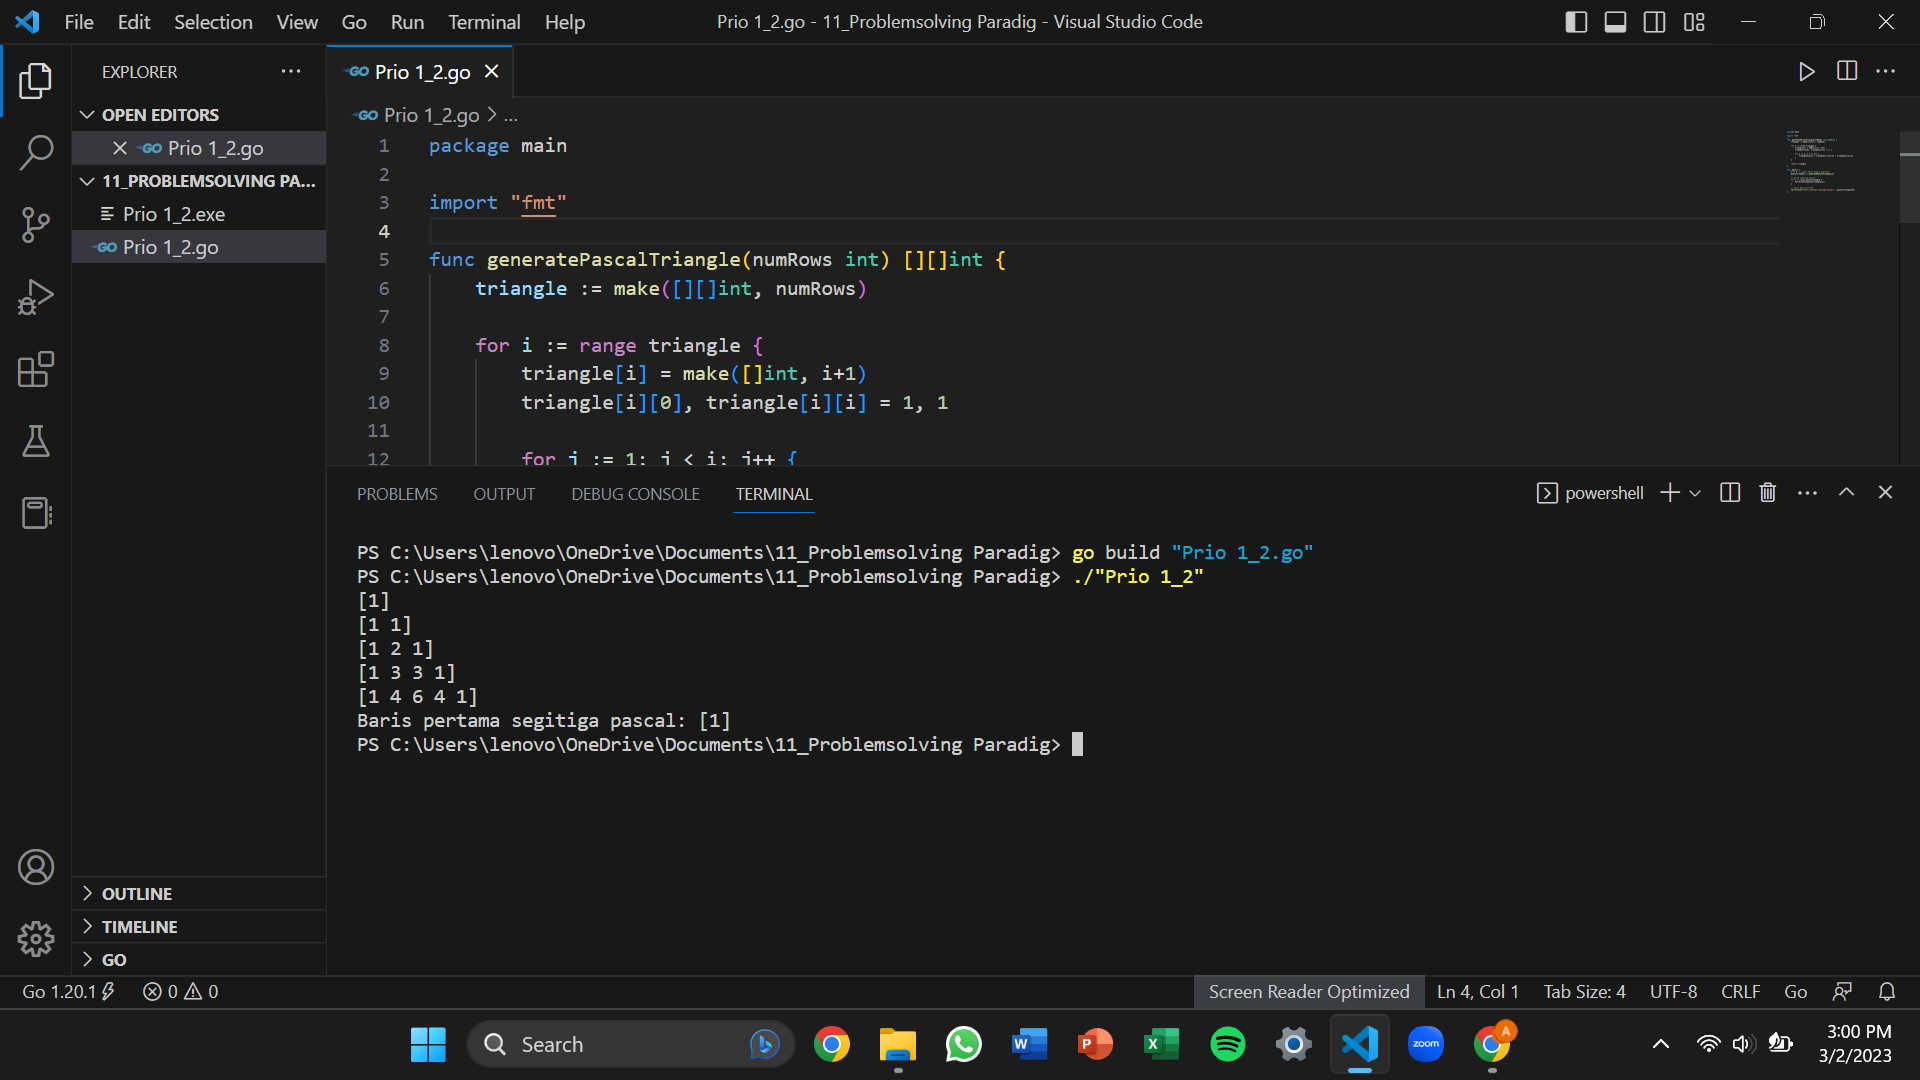 File Edit Selection View Go Run Terminal Help
Prio 1_2.go - 11_Problemsolving Paradig - Visual Studio Code
EXPLORER
OPEN EDITORS
GO Prio 1_2.go
11_PROBLEMSOLVING PA...
Prio 1_2.exe
GO Prio 1_2.go
OUTLINE
TIMELINE
GO
GO Prio 1_2.go
GO Prio 1_2.go > ...
1 package main
2
3 import "fmt"
4
5 func generatePascalTriangle(numRows int) [][]int {
6 triangle := make([][]int, numRows)
7
8 for i := range triangle {
9 triangle[i] = make([]int, i+1)
10 triangle[i][0], triangle[i][i] = 1, 1
11
12 for j := 1; j < i; j++ {
PROBLEMS OUTPUT DEBUG CONSOLE TERMINAL
powershell
PS C:\Users\lenovo\OneDrive\Documents\11_Problemsolving Paradig> go build "Prio 1_2.go"
PS C:\Users\lenovo\OneDrive\Documents\11_Problemsolving Paradig> ./"Prio 1_2"
[1]
[1 1]
[1 2 1]
[1 3 3 1]
[1 4 6 4 1]
Baris pertama segitiga pascal: [1]
PS C:\Users\lenovo\OneDrive\Documents\11_Problemsolving Paradig>
Go 1.20.1 0 0
Screen Reader Optimized Ln 4, Col 1 Tab Size: 4 UTF-8 CRLF Go
Search
W P X zoom A
3:00 PM
3/2/2023